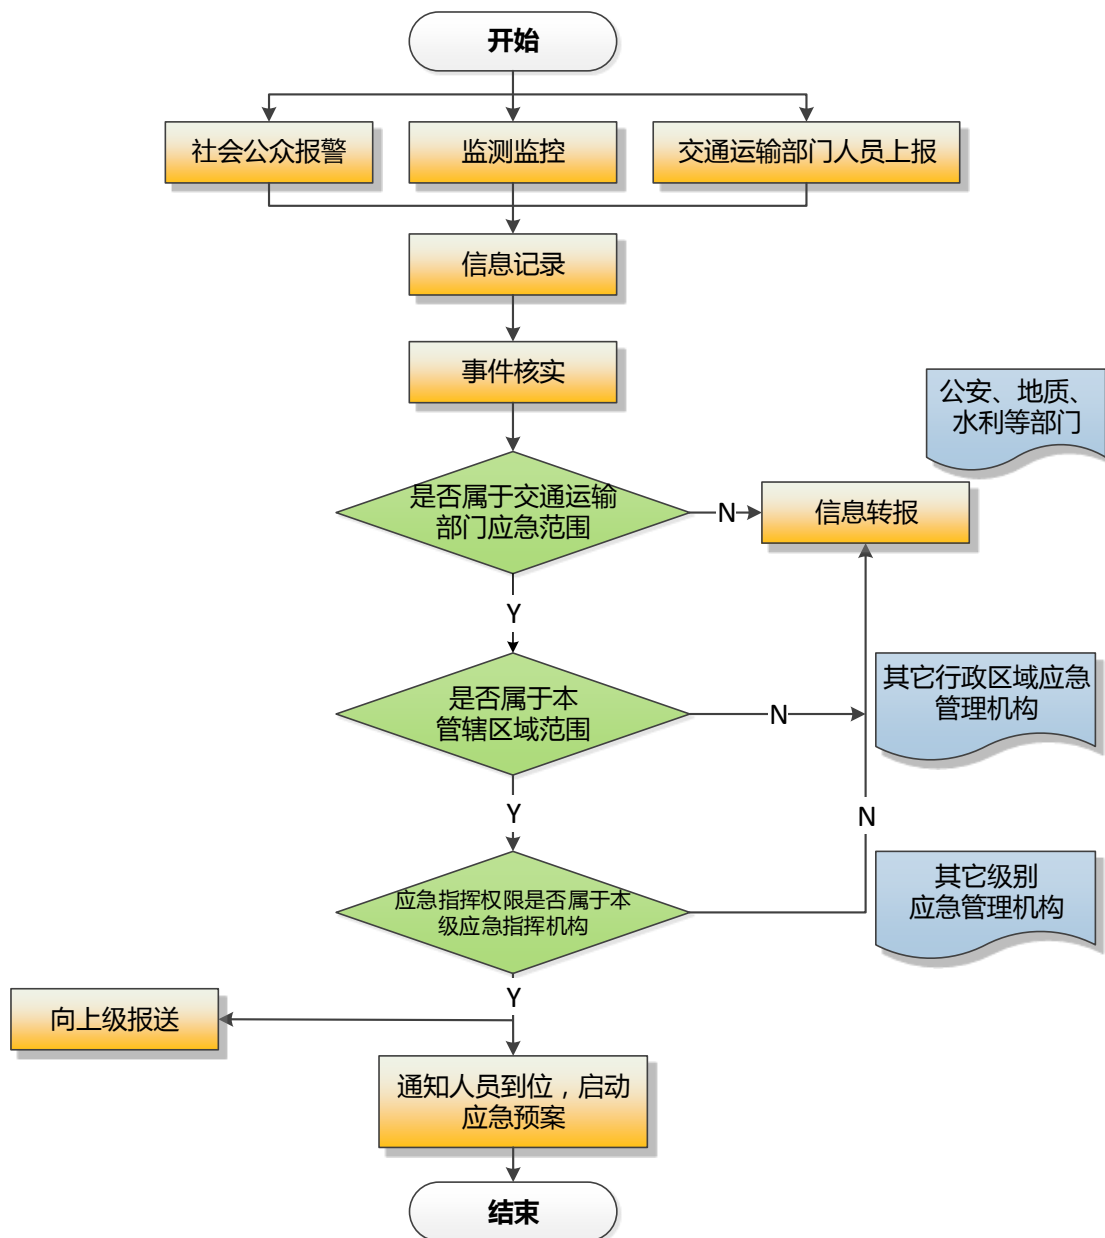 开始
社会公众报警
监测监控
交通运输部门人员上报
信息记录
事件核实
公安、地质、
水利等部门
是否属于交通运输
部门应急范围
N
信息转报
Y
是否属于本
管辖区域范围
N
其它行政区域应急
管理机构
Y
N
应急指挥权限是否属于本
级应急指挥机构
其它级别
应急管理机构
Y
向上级报送
通知人员到位，启动
应急预案
结束